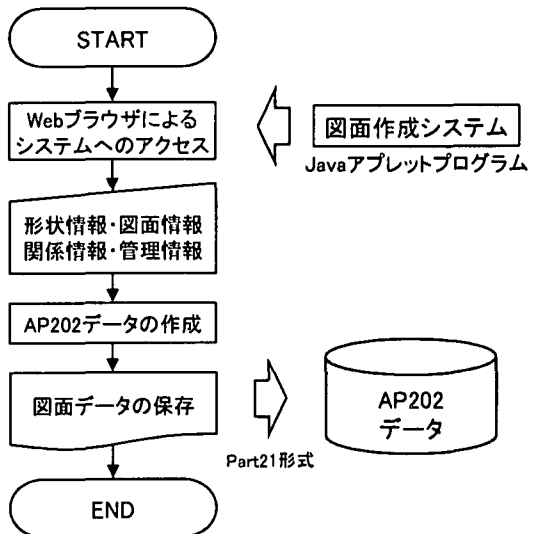 START
Webブラウザによる
システムへのアクセス
図面作成システム
Javaアプレットプログラム
形状情報・図面情報
関係情報・管理情報
AP202データの作成
図面データの保存
Part21形式
AP202
データ
END